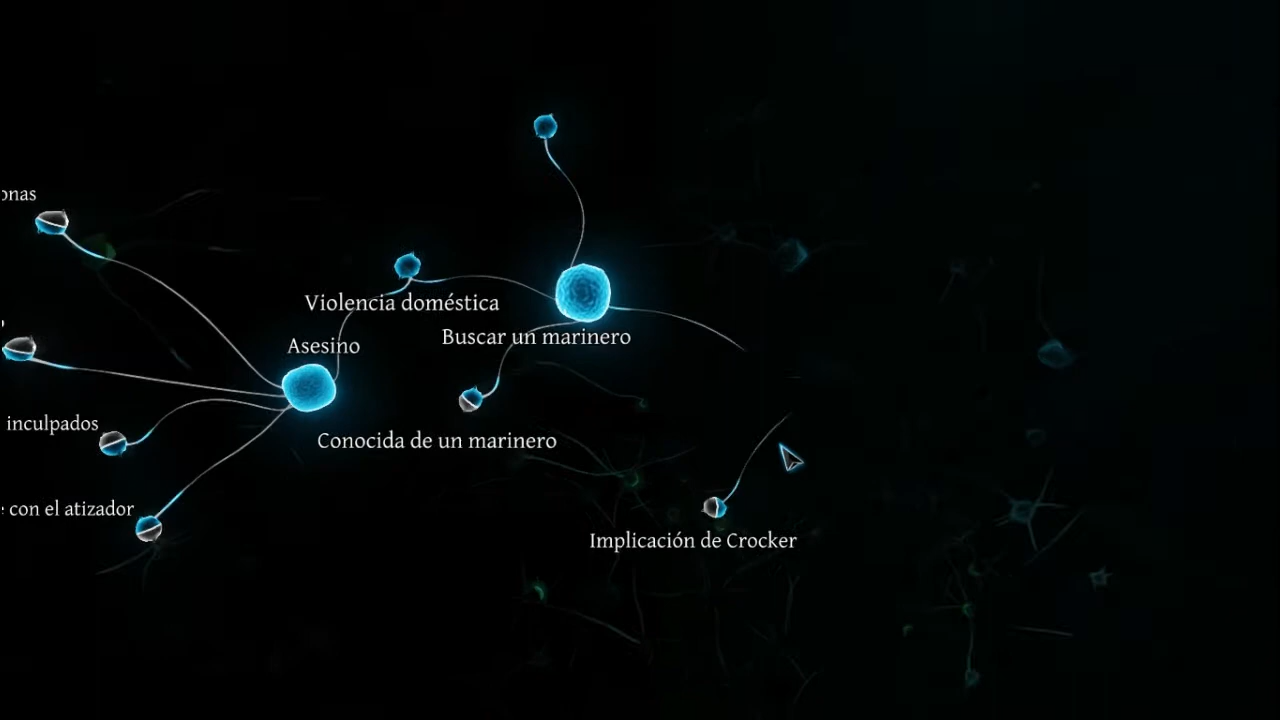 onas
Violencia doméstica
Buscar un marinero
Asesino
inculpados
Conocida de un marinero
con el atizador
Implicación de Crocker